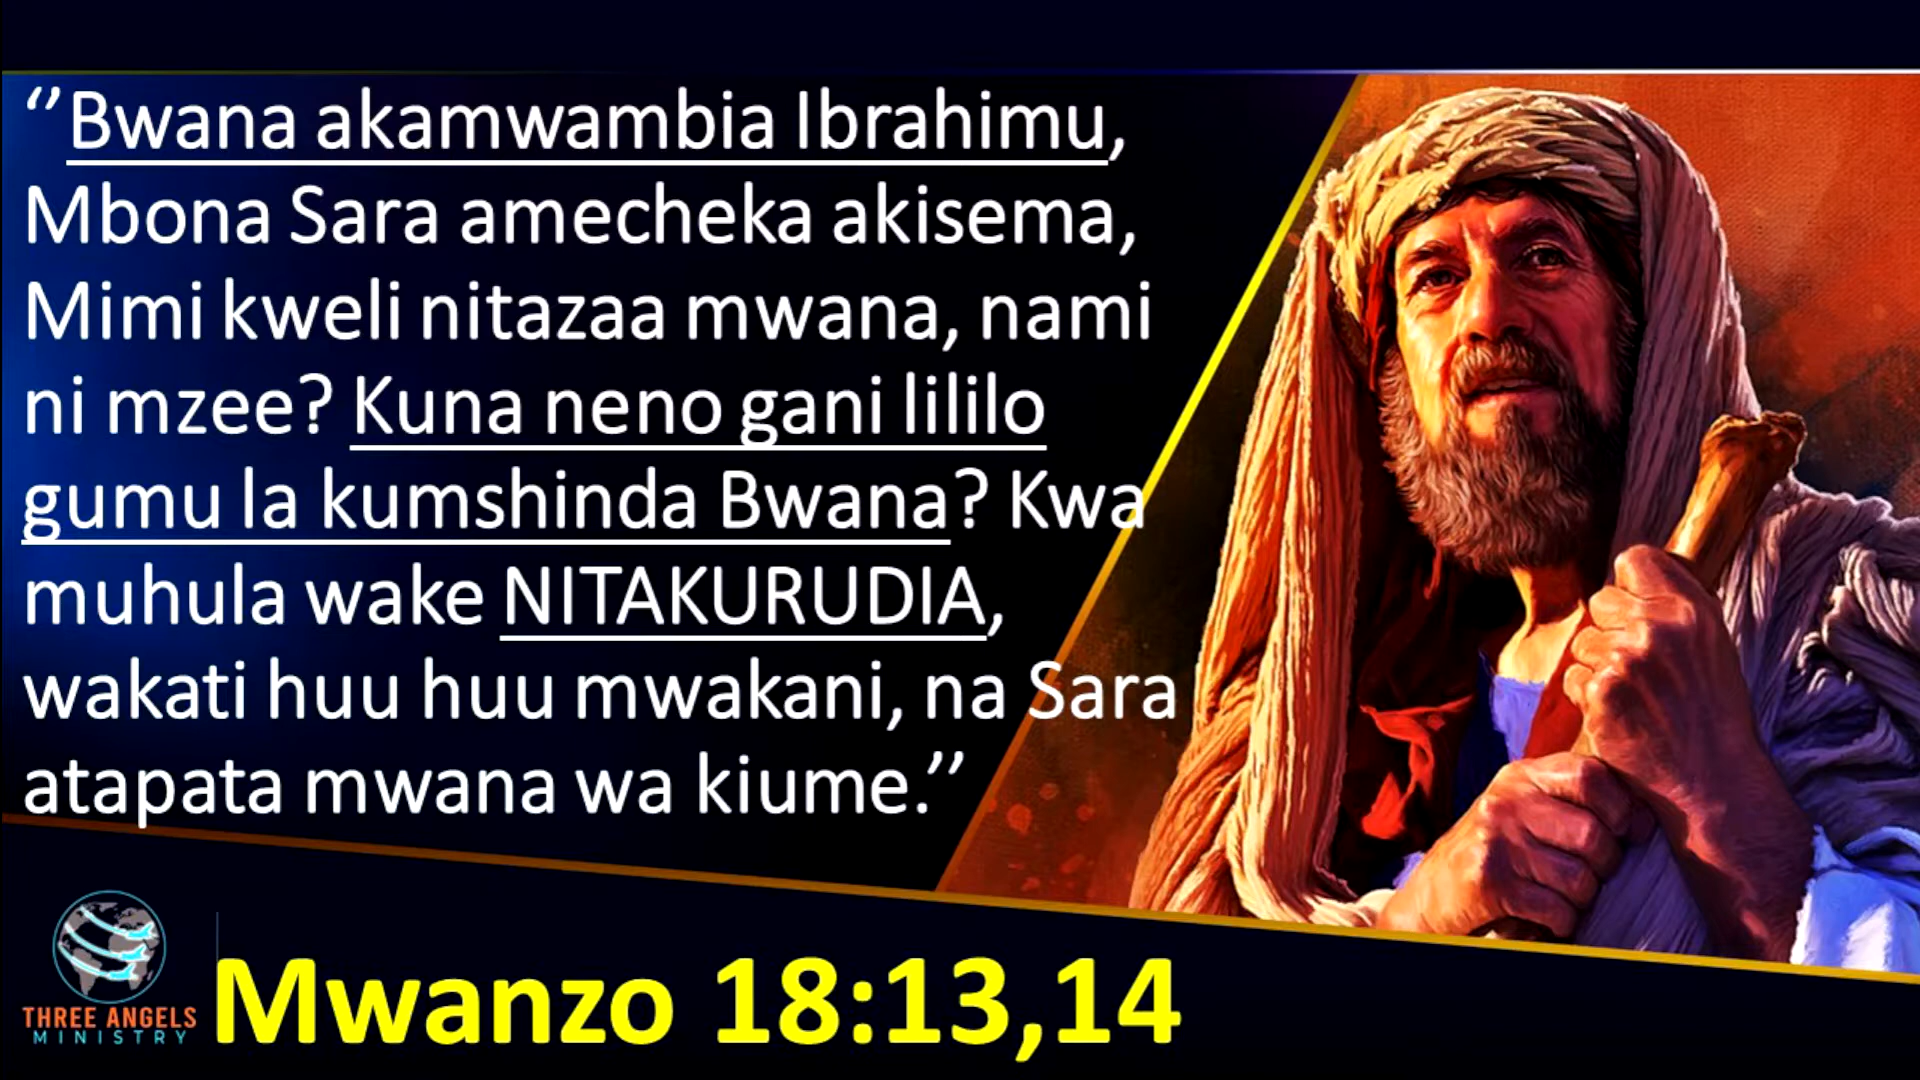 ‘’Bwana akamwambia Ibrahimu,
Mbona Sara amecheka akisema,
Mimi kweli nitazaa mwana, nami
ni mzee? Kuna neno gani lililo
gumu la kumshinda Bwana? Kwa
muhula wake NITAKURUDIA,
wakati huu huu mwakani, na Sara
atapata mwana wa kiume.’’
THREE ANGELS
MINISTRY
Mwanzo 18:13,14